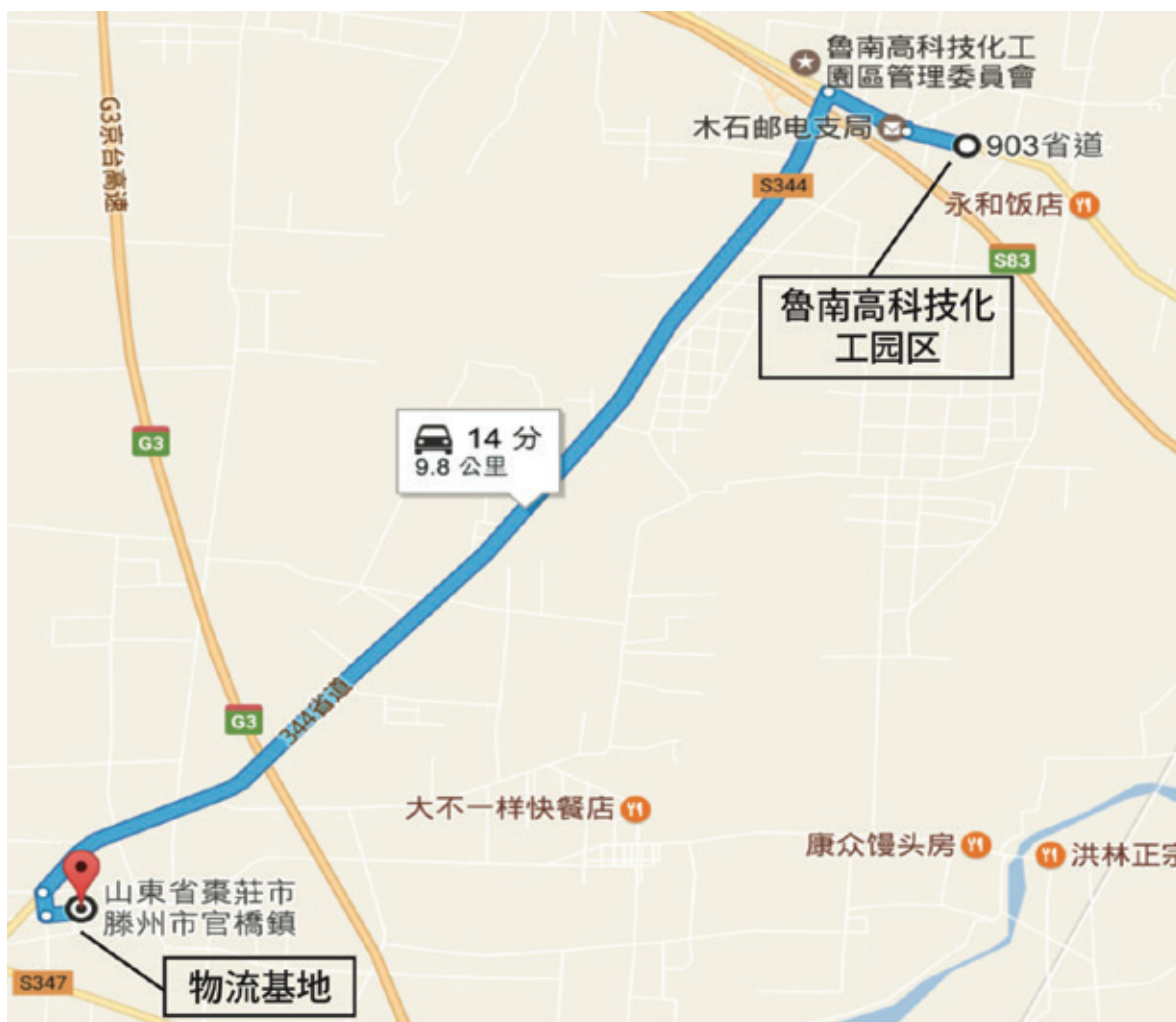 魯南高科技化工
園區管理委員會
G3京台高速
木石邮电支局
903省道
S344
永和饭店
S83
魯南高科技化
工园区
14 分
9.8 公里
G3
344省道
G3
大不一样快餐店
康众馒头房
洪林正宗
山東省棗莊市
滕州市官橋鎮
S347
物流基地